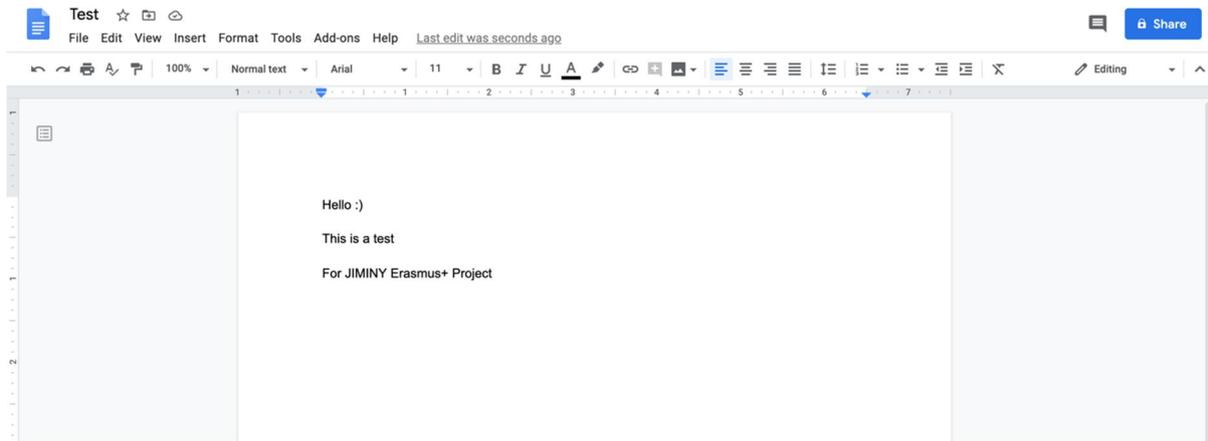 Test
File Edit View Insert Format Tools Add-ons Help Last edit was seconds ago
Share
100% Normal text Arial 11 B I U A Editing
1 1 2 3 4 5 6 7
1
Hello :)
This is a test
For JIMINY Erasmus+ Project
1
2